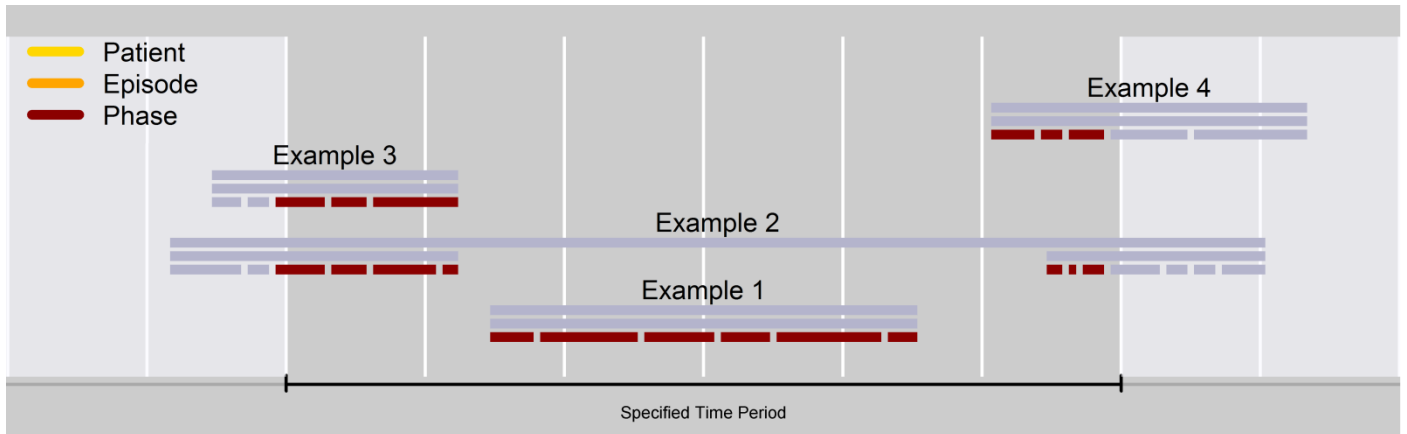 Patient
Episode
Phase
Example 4
Example 3
Example 2
Example 1
Specified Time Period